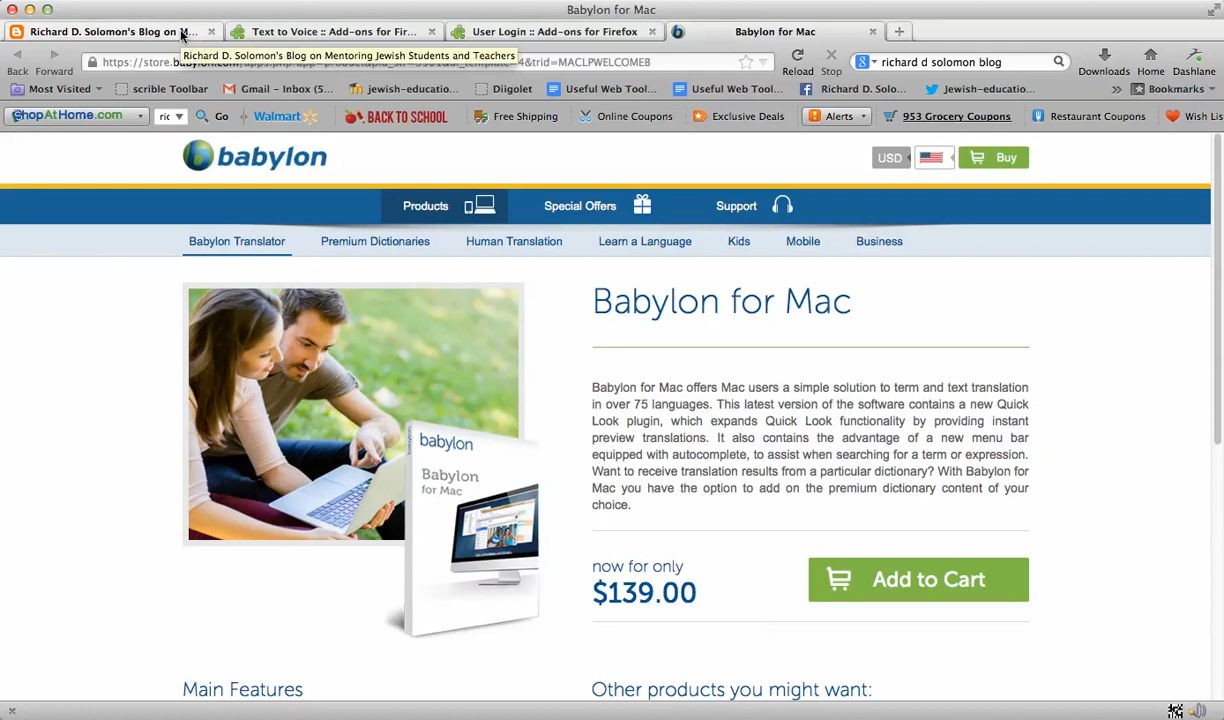 Babylon for Mac
Richard D. Solomon's Blog on M...
Text to Voice :: Add-ons for Fir...
User Login :: Add-ons for Firefox
Babylon for Mac
Richard D. Solomon's Blog on Mentoring Jewish Students and Teachers
Back
Forward
&trid=MACLPWELCOMEB
Reload
Stop
richard d solomon blog
Downloads
Home
Dashlane
Most Visited
scrible Toolbar
Gmail - Inbox (5...
jewish-educatio...
Diigolet
Useful Web Tool...
Useful Web Tool...
Richard D. Solo...
Jewish-educatio...
Bookmarks
ShopAtHome.com
ric
Go
Walmart
BACK TO SCHOOL
Free Shipping
Online Coupons
Exclusive Deals
Alerts
953 Grocery Coupons
Restaurant Coupons
Wish List
babylon
USD
Buy
Products
Special Offers
Support
Babylon Translator
Premium Dictionaries
Human Translation
Learn a Language
Kids
Mobile
Business
Babylon for Mac
Babylon for Mac offers Mac users a simple solution to term and text translation
in over 75 languages. This latest version of the software contains a new Quick
Look plugin, which expands Quick Look functionality by providing instant
preview translations. It also contains the advantage of a new menu bar
equipped with autocomplete, to assist when searching for a term or expression.
Want to receive translation results from a particular dictionary? With Babylon for
Mac you have the option to add on the premium dictionary content of your
choice.
babylon
Babylon
for Mac
now for only
$139.00
Add to Cart
Main Features
Other products you might want: